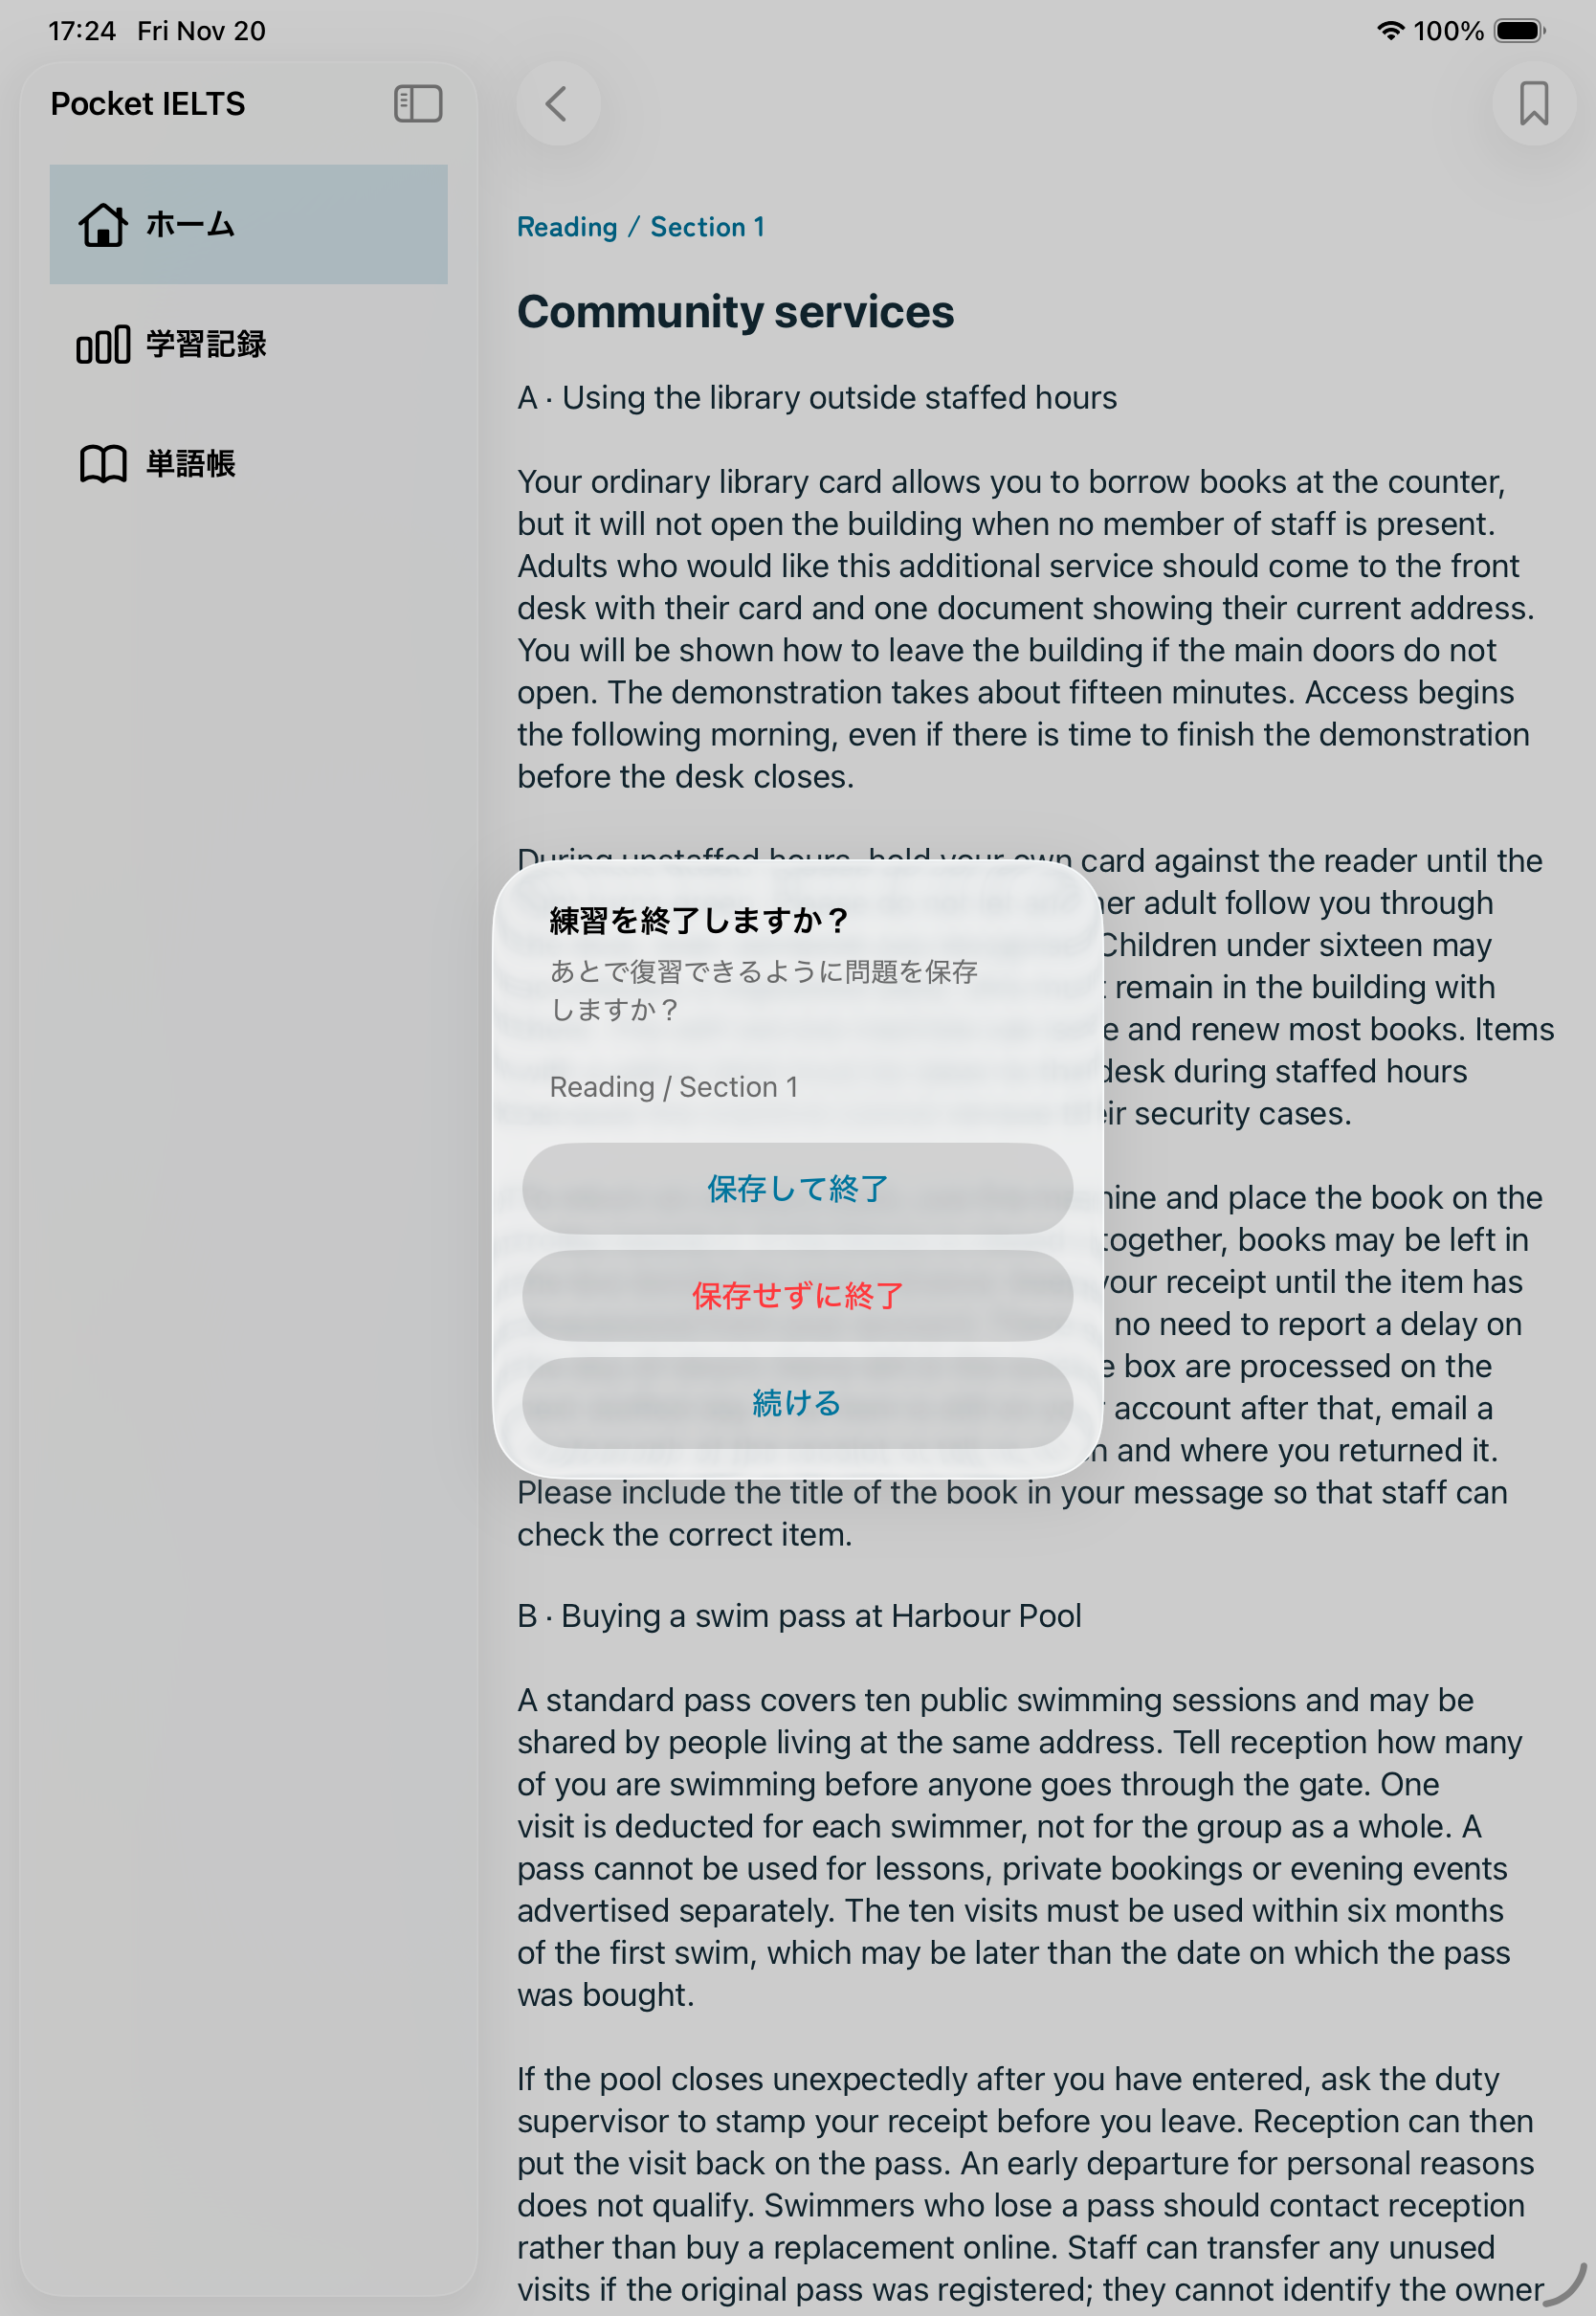 17:24 Fri Nov 20
100%
Pocket IELTS
ホーム
学習記録
単語帳
Reading / Section 1
Community services
A · Using the library outside staffed hours
Your ordinary library card allows you to borrow books at the counter,
but it will not open the building when no member of staff is present.
Adults who would like this additional service should come to the front
desk with their card and one document showing their current address.
You will be shown how to leave the building if the main doors do not
open. The demonstration takes about fifteen minutes. Access begins
the following morning, even if there is time to finish the demonstration
before the desk closes.
During unstaffed hours, hold your own card against the reader until the
adult follow you through
Children under sixteen may
remain in the building with
and renew most books. Items
desk during staffed hours
security cases.
and place the book on the
together, books may be left in
your receipt until the item has
no need to report a delay on
box are processed on the
account after that, email a
and where you returned it.
Please include the title of the book in your message so that staff can
check the correct item.
練習を終了しますか？
あとで復習できるように問題を保存
しますか？
Reading / Section 1
保存して終了
保存せずに終了
続ける
B · Buying a swim pass at Harbour Pool
A standard pass covers ten public swimming sessions and may be
shared by people living at the same address. Tell reception how many
of you are swimming before anyone goes through the gate. One
visit is deducted for each swimmer, not for the group as a whole. A
pass cannot be used for lessons, private bookings or evening events
advertised separately. The ten visits must be used within six months
of the first swim, which may be later than the date on which the pass
was bought.
If the pool closes unexpectedly after you have entered, ask the duty
supervisor to stamp your receipt before you leave. Reception can then
put the visit back on the pass. An early departure for personal reasons
does not qualify. Swimmers who lose a pass should contact reception
rather than buy a replacement online. Staff can transfer any unused
visits if the original pass was registered; they cannot identify the owner